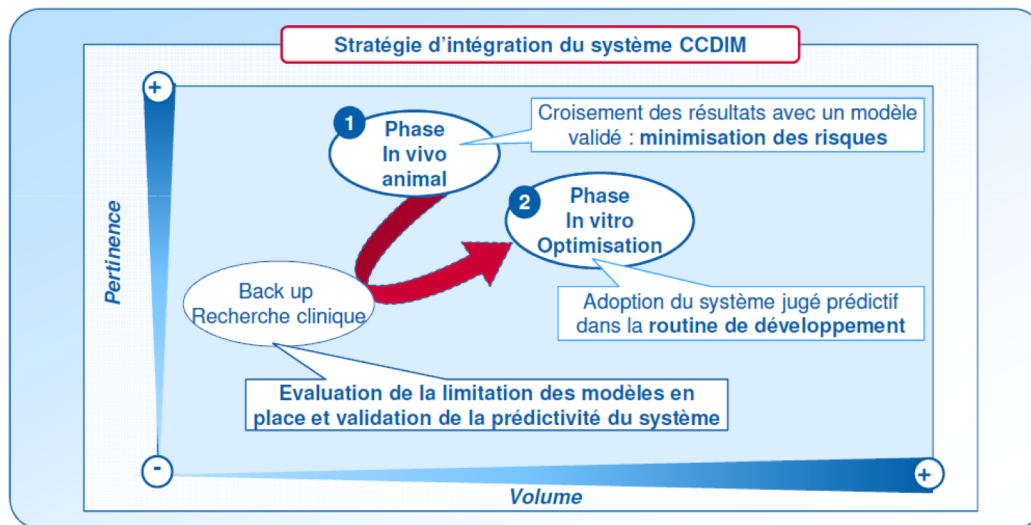 Stratégie d'intégration du système CCDIM
+
1
Phase
In vivo
animal
Croisement des résultats avec un modèle
validé : minimisation des risques
2
Phase
In vitro
Optimisation
Pertinence
Back up
Recherche clinique
Adoption du système jugé prédictif
dans la routine de développement
Evaluation de la limitation des modèles en
place et validation de la prédictivité du système
-
+
Volume